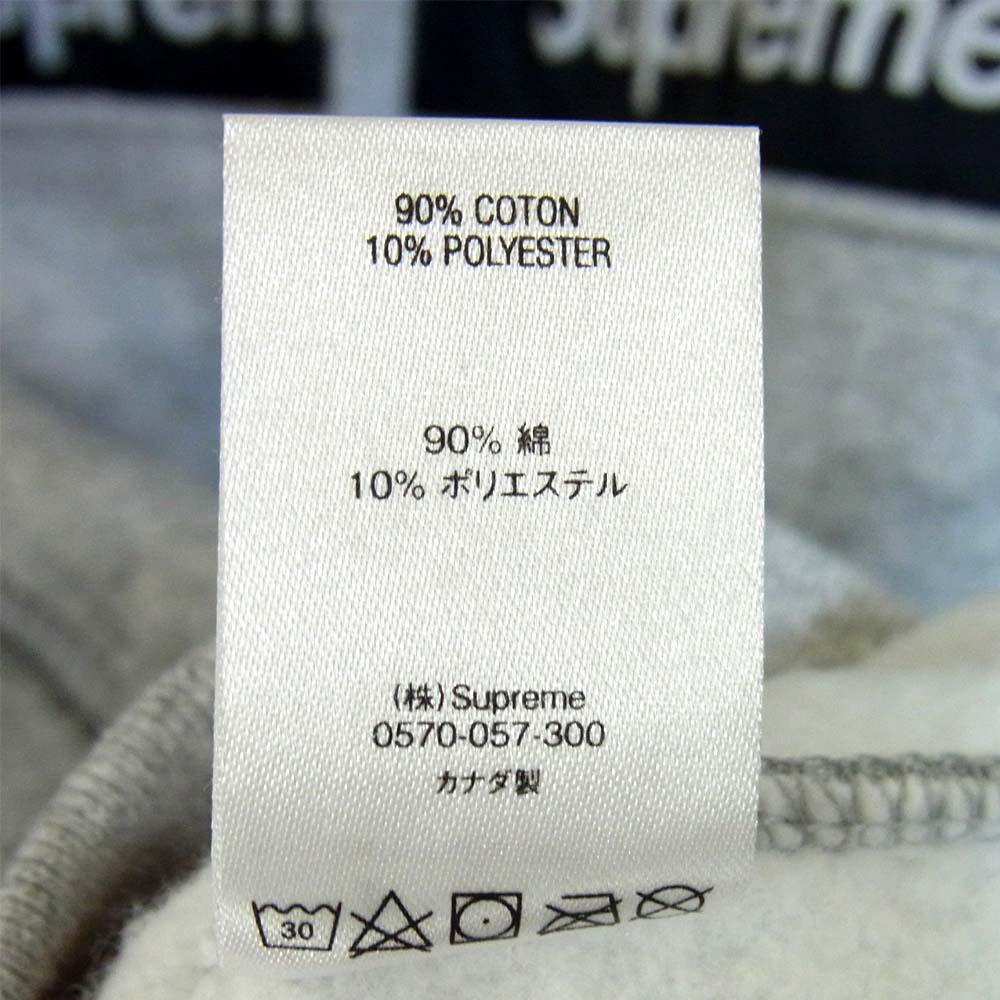 Supreme
Supreme
90% COTON
10% POLYESTER
90% 綿
10% ポリエステル
(株)Supreme
0570-057-300
カナダ製
30